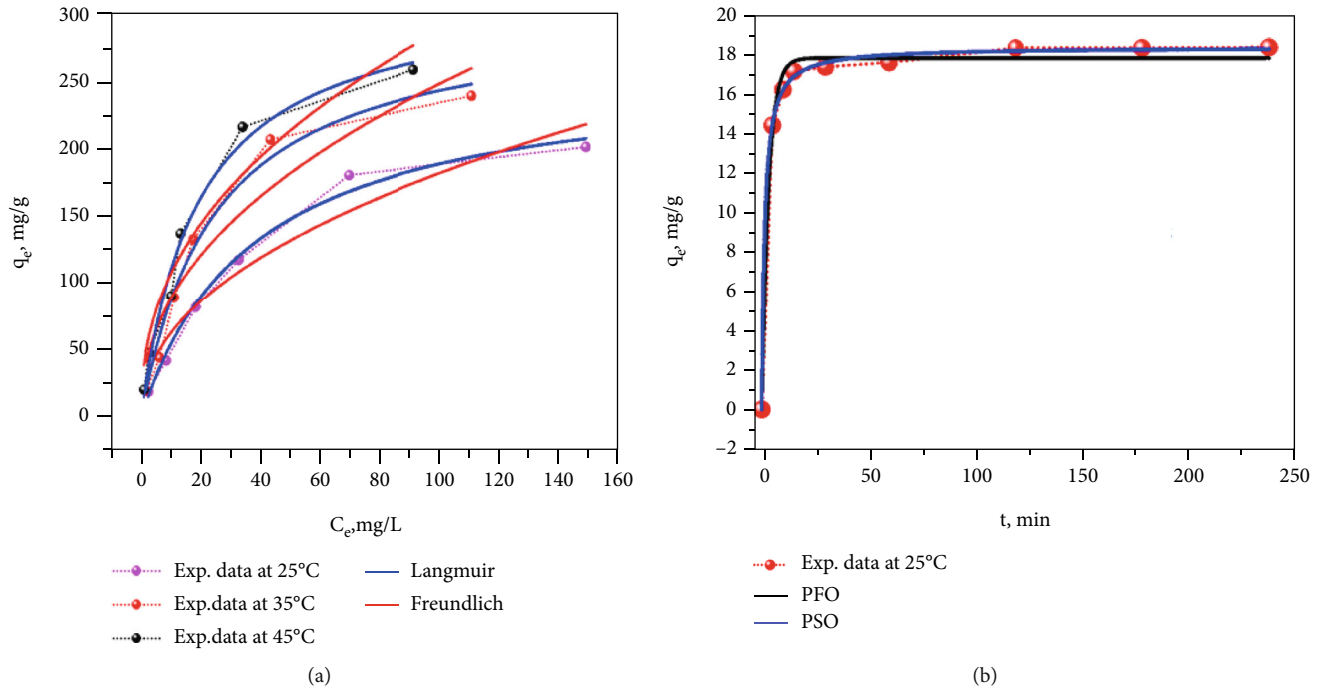 300
250
200
150
100
50
0
qe, mg/g
0 20 40 60 80 100 120 140 160
Ce,mg/L
Exp. data at 25°C
Exp.data at 35°C
Exp.data at 45°C
Langmuir
Freundlich
(a)
20
18
16
14
12
10
8
6
4
2
0
–2
qe, mg/g
0 50 100 150 200 250
t, min
Exp. data at 25°C
PFO
PSO
(b)